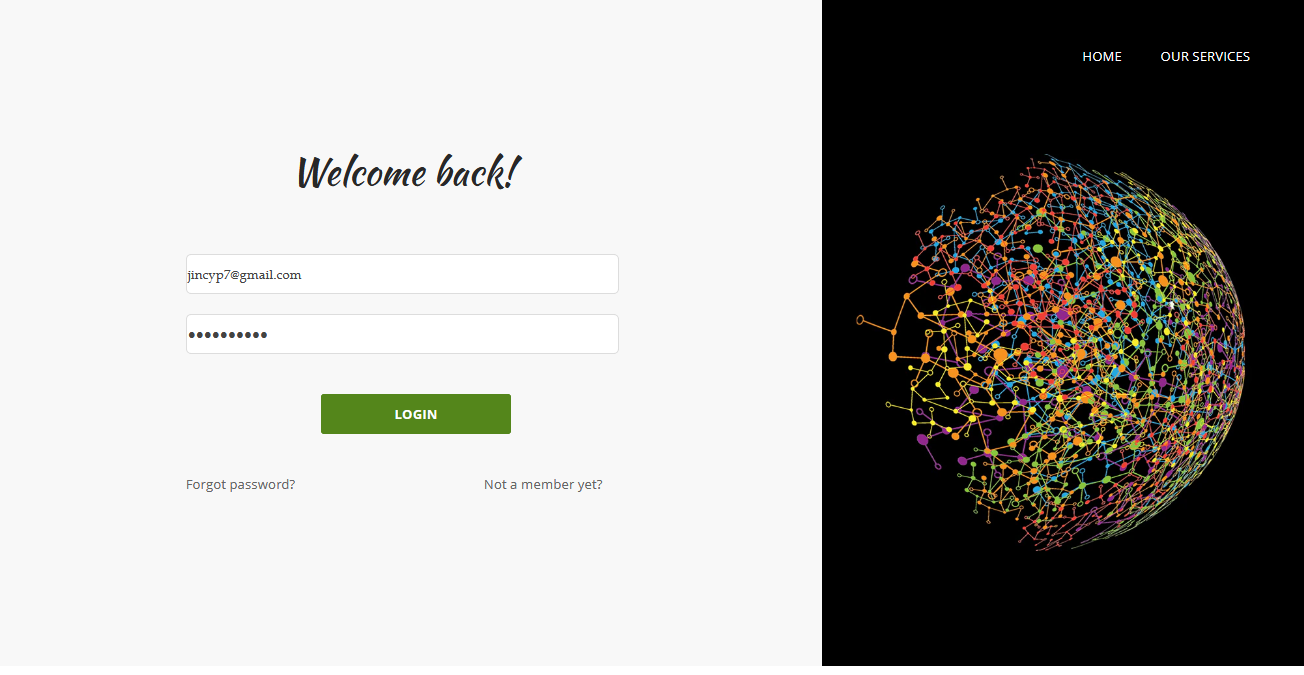 HOME OUR SERVICES
Welcome back!
jincyp7@gmail.com
●●●●●●●●●●
LOGIN
Forgot password? Not a member yet?